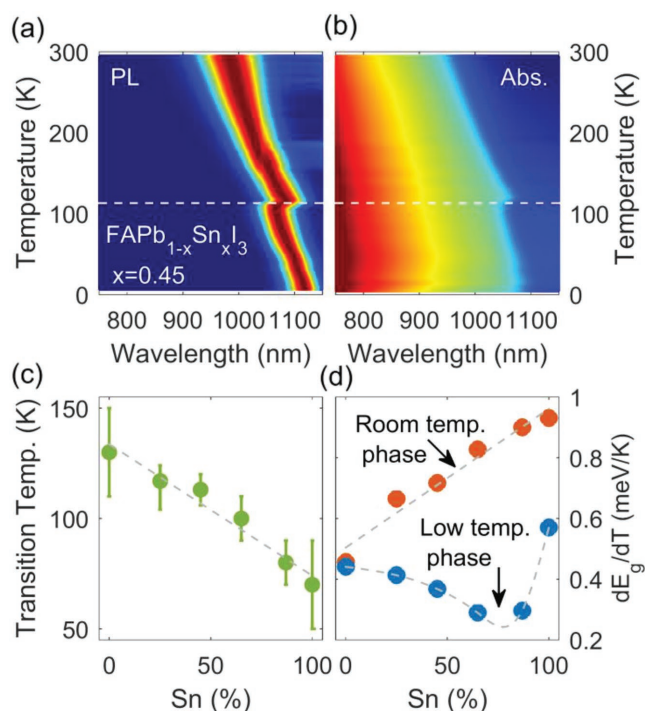 (a)
(b)
300
200
100
0
Temperature (K)
PL
FAPb₁₋ₓSnₓI₃
x=0.45
800 900 1000 1100
Wavelength (nm)
Abs.
300
200
100
0
Temperature (K)
800 900 1000 1100
Wavelength (nm)
(c)
(d)
150
100
50
Transition Temp. (K)
0 50 100
Sn (%)
Room temp.
phase
Low temp.
phase
1
0.8
0.6
0.4
0.2
dE_g/dT (meV/K)
0 50 100
Sn (%)